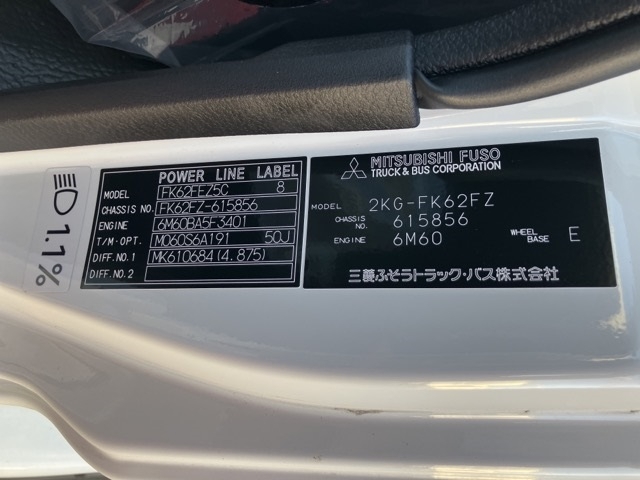 1.1%
POWER LINE LABEL
MODEL FK62FEZ5C 8
CHASSIS NO. FK62FZ-615856
ENGINE 6M60BA5F3401
T/M-OPT. M060S6A191 50J
DIFF. NO.1 MK610684(4.875)
DIFF. NO.2
MITSUBISHI FUSO
TRUCK & BUS CORPORATION
MODEL 2KG-FK62FZ
CHASSIS NO. 615856
ENGINE 6M60 WHEEL BASE E
三菱ふそうトラック・バス株式会社